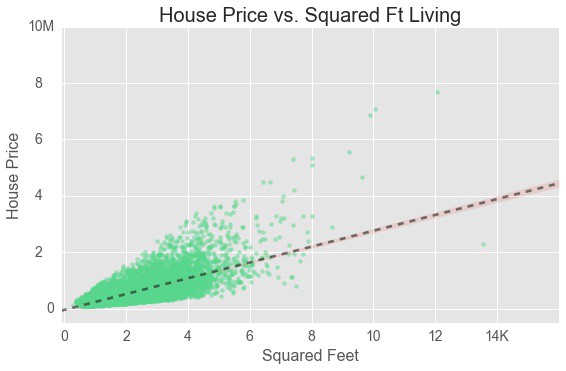 House Price vs. Squared Ft Living
10M
8
6
4
2
0
House Price
0 2 4 6 8 10 12 14K
Squared Feet